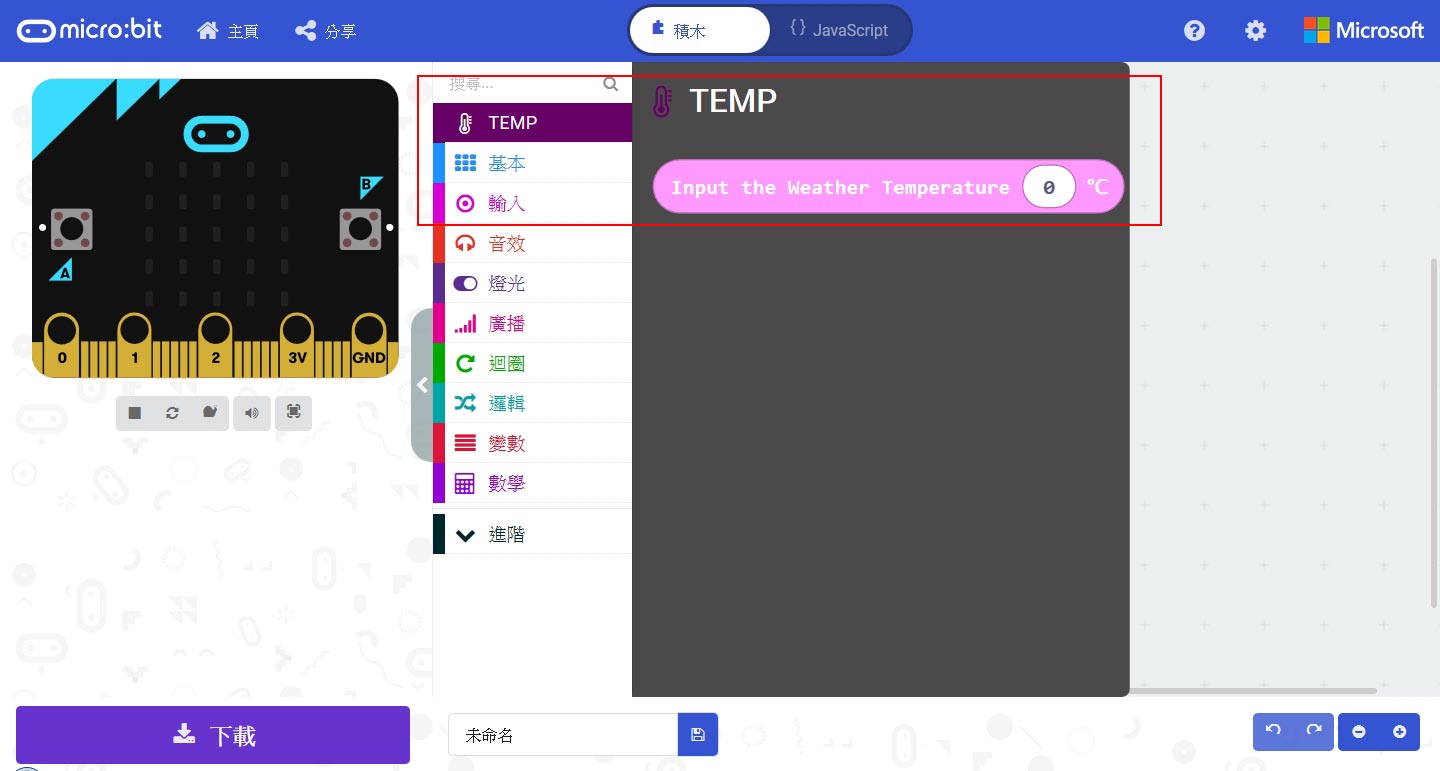 micro:bit 主頁 分享 積木 {} JavaScript Microsoft
搜尋...
TEMP
基本
輸入
音效
燈光
廣播
迴圈
邏輯
變數
數學
進階
TEMP
Input the Weather Temperature 0 ℃
B
A
0 1 2 3V GND
下載
未命名